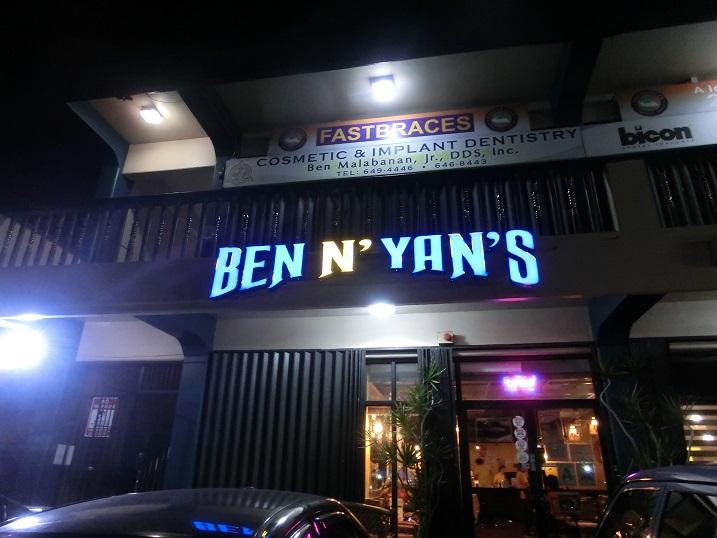 FASTBRACES
COSMETIC & IMPLANT DENTISTRY
Ben Malabanan, Jr., DDS, Inc.
TEL: 649-4446 • 646-8443
bicon
BEN N' YAN'S